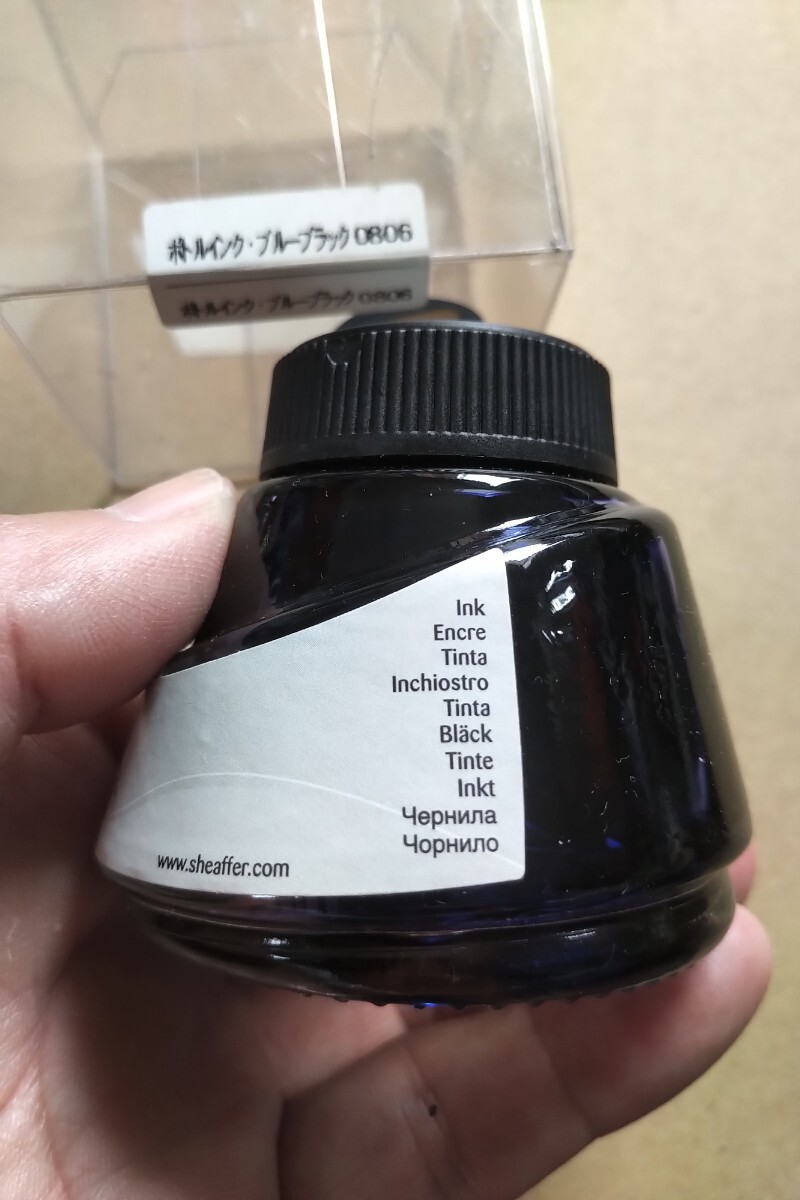 ボトルインク・ブルーブラック 0806
ボトルインク・ブルーブラック 0806
Ink
Encre
Tinta
Inchiostro
Tinta
Bläck
Tinte
Inkt
Чернила
Чорнило
www.sheaffer.com